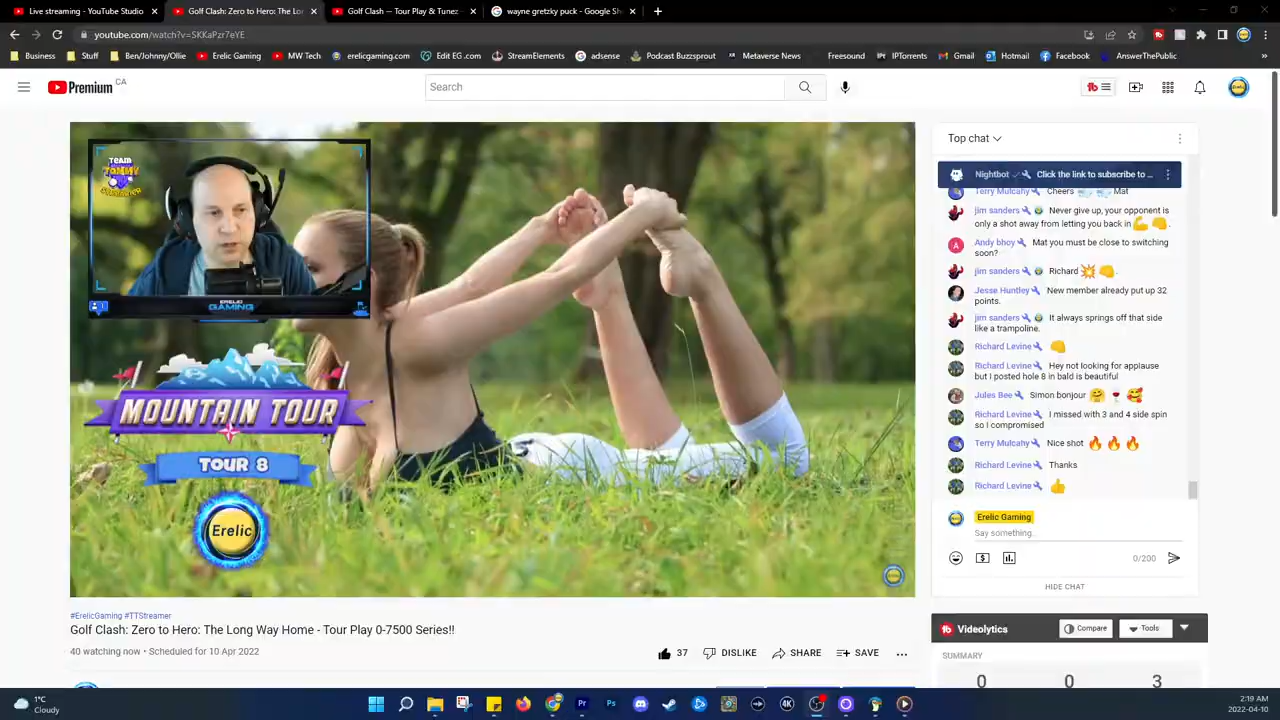 Live streaming - YouTube Studio
Golf Clash: Zero to Hero: The Lo
Golf Clash — Tour Play & Tunez
wayne gretzky puck - Google Se
youtube.com/watch?v=SKKaPzr7eYE
Business
Stuff
Ben/Johnny/Ollie
Erelic Gaming
MW Tech
erelicgaming.com
Edit EG .com
StreamElements
adsense
Podcast Buzzsprout
Metaverse News
Freesound
IPTorrents
Gmail
Hotmail
Facebook
AnswerThePublic
Premium CA
Search
TEAM
TOMMY
ERELIC
GAMING
MOUNTAIN TOUR
TOUR 8
Erelic
#ErelicGaming #TTStreamer
Golf Clash: Zero to Hero: The Long Way Home - Tour Play 0-7500 Series!!
40 watching now • Scheduled for 10 Apr 2022
37
DISLIKE
SHARE
SAVE
Top chat
Nightbot Click the link to subscribe to ...
Terry Mulcahy Cheers Mat
jim sanders Never give up, your opponent is
only a shot away from letting you back in
Andy bhoy Mat you must be close to switching
soon?
jim sanders Richard
Jesse Huntley New member already put up 32
points.
jim sanders It always springs off that side
like a trampoline.
Richard Levine
Richard Levine Hey not looking for applause
but I posted hole 8 in bald is beautiful
Jules Bee Simon bonjour
Richard Levine I missed with 3 and 4 side spin
so I compromised
Terry Mulcahy Nice shot
Richard Levine Thanks
Richard Levine
Erelic Gaming
Say something...
0/200
HIDE CHAT
Videolytics
Compare
Tools
SUMMARY
0
0
3
1°C
Cloudy
2:19 AM
2022-04-10